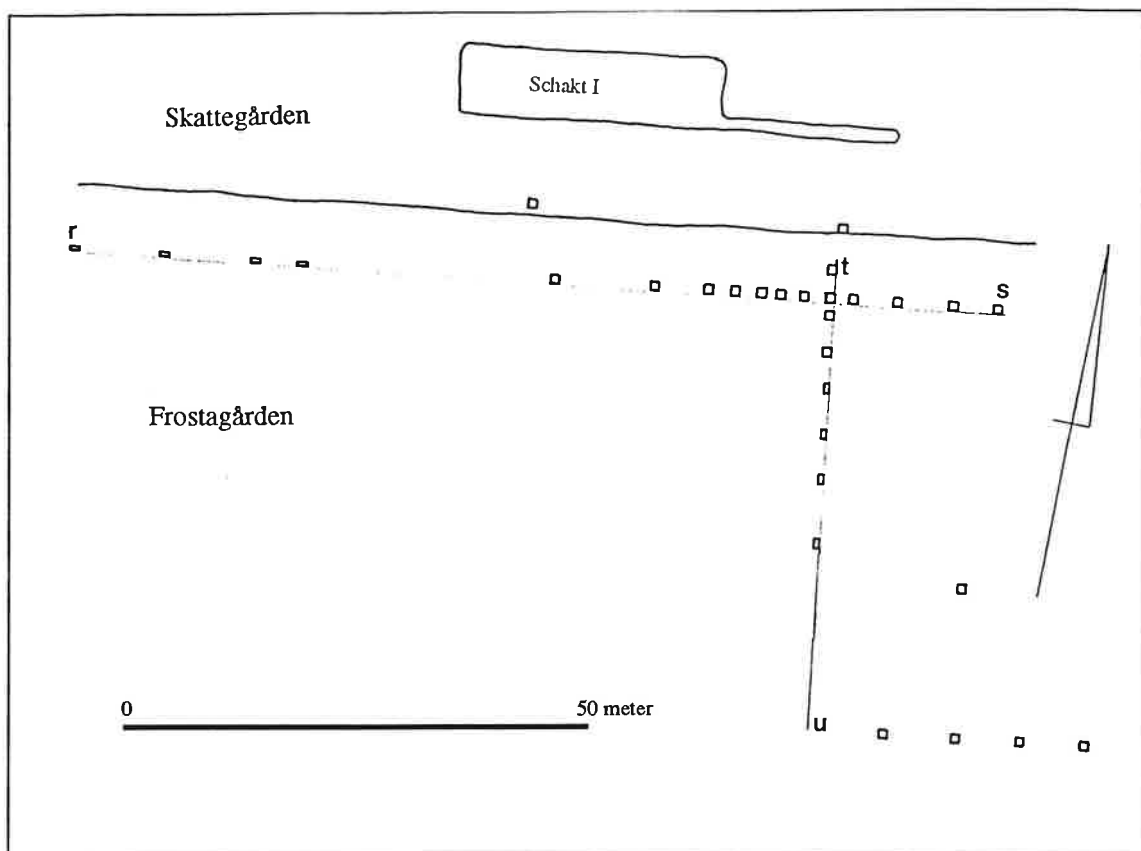 Schakt I
Skattegården
r
t
s
Frostagården
0 50 meter
u